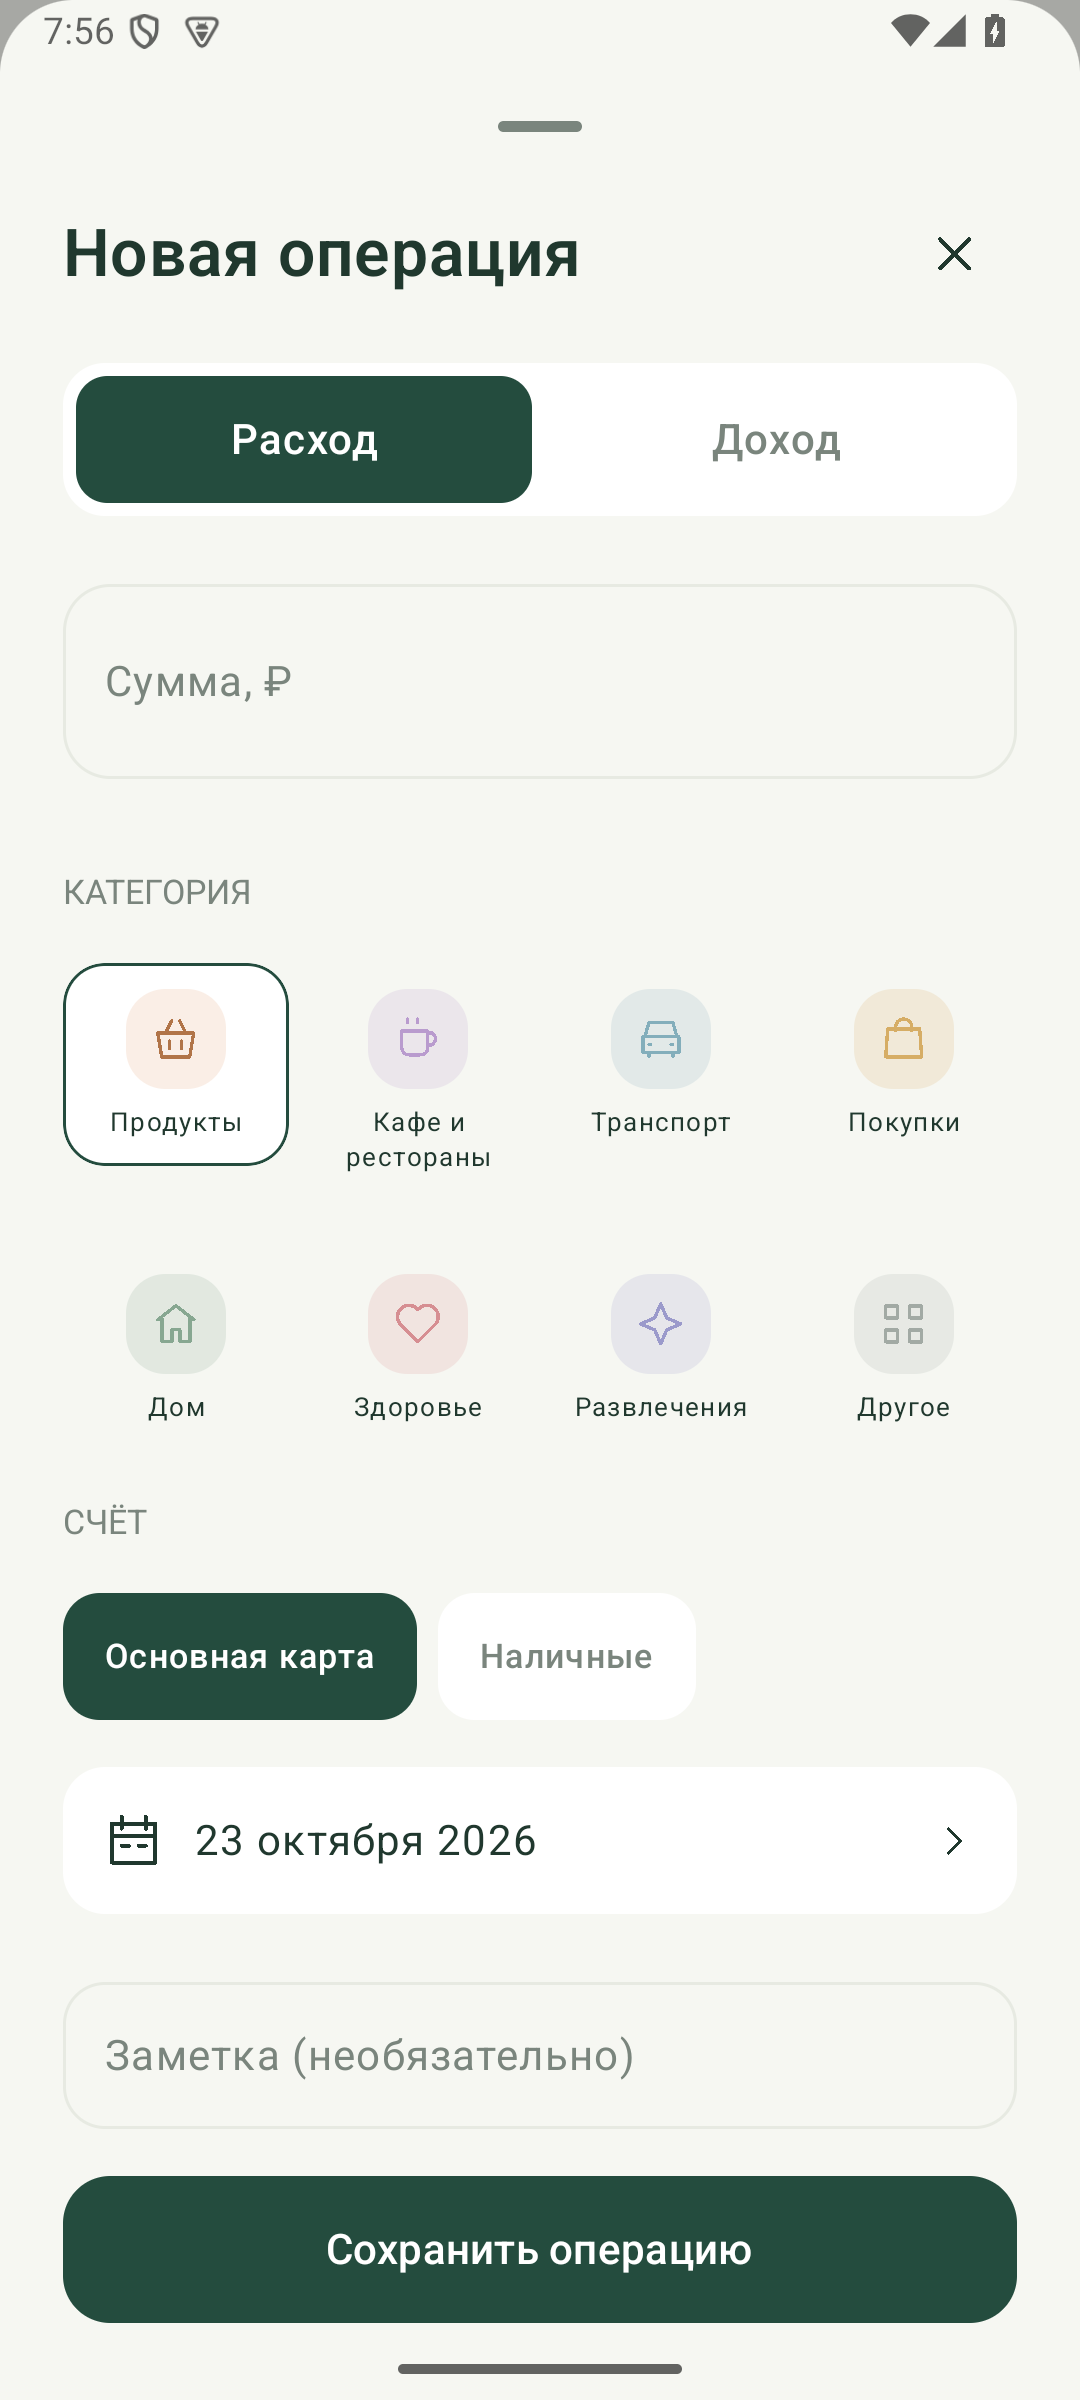 7:56
Новая операция
Расход
Доход
Сумма, ₽
КАТЕГОРИЯ
Продукты
Кафе и
рестораны
Транспорт
Покупки
Дом
Здоровье
Развлечения
Другое
СЧЁТ
Основная карта
Наличные
23 октября 2026
Заметка (необязательно)
Сохранить операцию